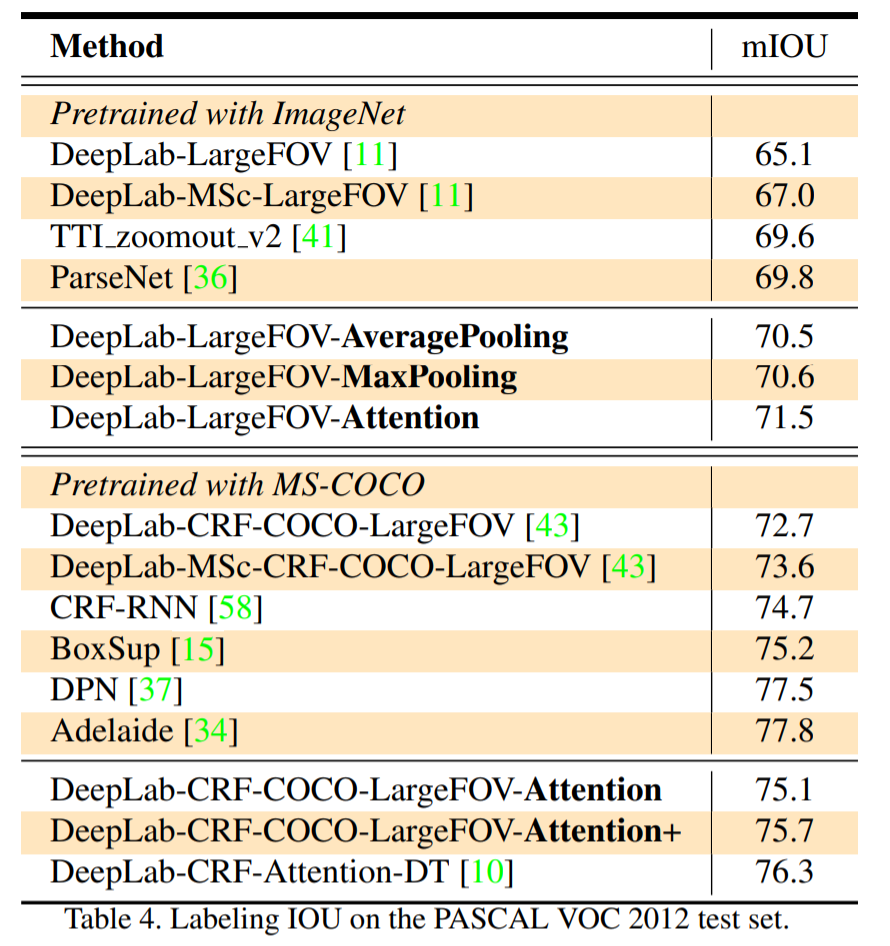 Method mIOU
Pretrained with ImageNet
DeepLab-LargeFOV [11] 65.1
DeepLab-MSc-LargeFOV [11] 67.0
TTI_zoomout_v2 [41] 69.6
ParseNet [36] 69.8
DeepLab-LargeFOV-AveragePooling 70.5
DeepLab-LargeFOV-MaxPooling 70.6
DeepLab-LargeFOV-Attention 71.5
Pretrained with MS-COCO
DeepLab-CRF-COCO-LargeFOV [43] 72.7
DeepLab-MSc-CRF-COCO-LargeFOV [43] 73.6
CRF-RNN [58] 74.7
BoxSup [15] 75.2
DPN [37] 77.5
Adelaide [34] 77.8
DeepLab-CRF-COCO-LargeFOV-Attention 75.1
DeepLab-CRF-COCO-LargeFOV-Attention+ 75.7
DeepLab-CRF-Attention-DT [10] 76.3
Table 4. Labeling IOU on the PASCAL VOC 2012 test set.